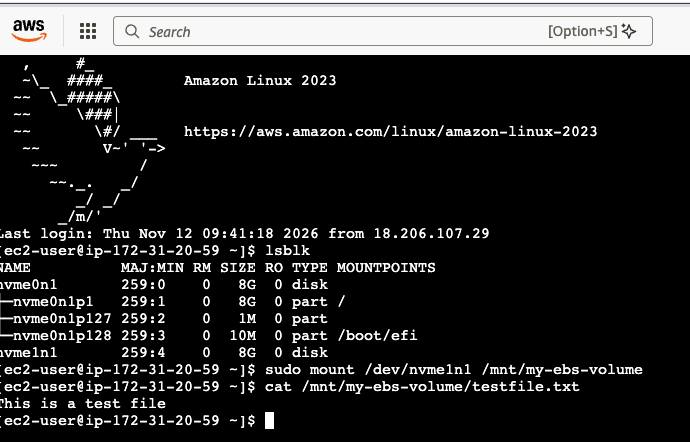 aws
Search [Option+S]
,     #_
~\_  ####_        Amazon Linux 2023
~~  \_#####\
~~     \###|
~~       \#/ ___   https://aws.amazon.com/linux/amazon-linux-2023
~~       V~' '->
~~~         /
~~._.   _/
_/ _/
_/m/'
Last login: Thu Nov 12 09:41:18 2026 from 18.206.107.29
[ec2-user@ip-172-31-20-59 ~]$ lsblk
NAME          MAJ:MIN RM SIZE RO TYPE MOUNTPOINTS
nvme0n1       259:0    0   8G  0 disk
├─nvme0n1p1   259:1    0   8G  0 part /
├─nvme0n1p127 259:2    0   1M  0 part
└─nvme0n1p128 259:3    0  10M  0 part /boot/efi
nvme1n1       259:4    0   8G  0 disk
[ec2-user@ip-172-31-20-59 ~]$ sudo mount /dev/nvme1n1 /mnt/my-ebs-volume
[ec2-user@ip-172-31-20-59 ~]$ cat /mnt/my-ebs-volume/testfile.txt
This is a test file
[ec2-user@ip-172-31-20-59 ~]$